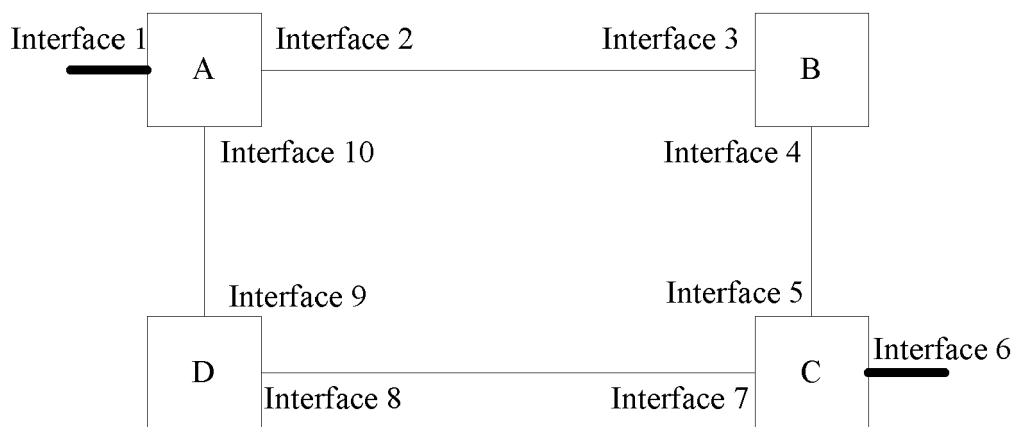 Interface 1
A
Interface 2
Interface 3
B
Interface 10
Interface 4
Interface 9
Interface 5
D
Interface 8
Interface 7
C
Interface 6